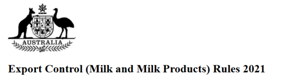 AUSTRALIA
Export Control (Milk and Milk Products) Rules 2021